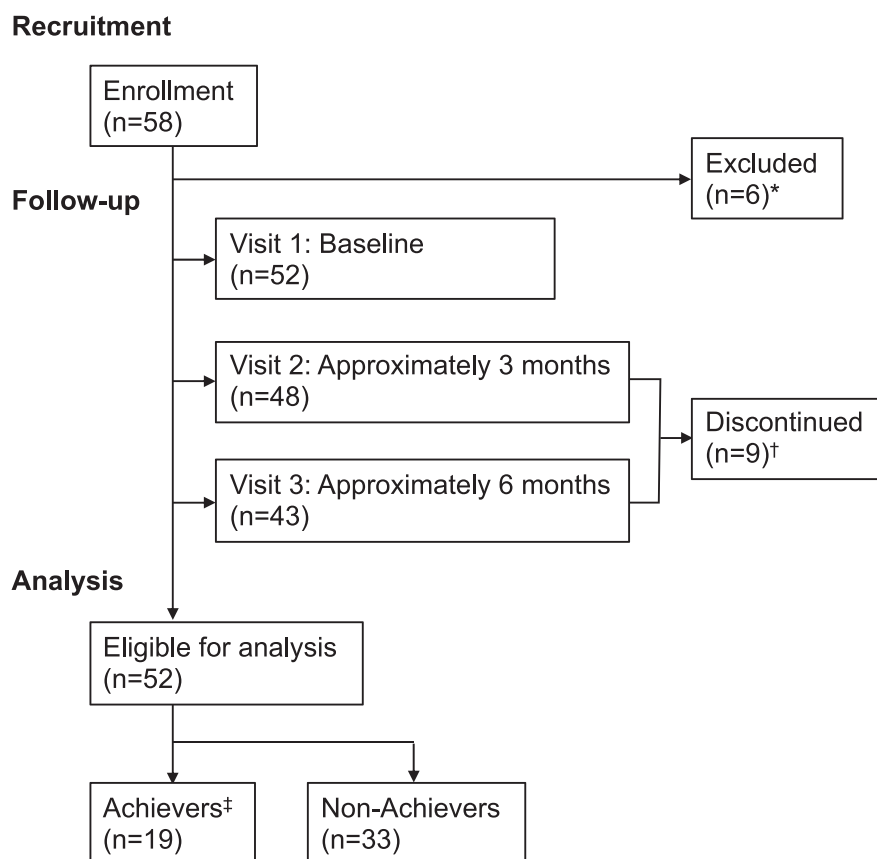 Recruitment
Enrollment
(n=58)
Excluded
(n=6)*
Follow-up
Visit 1: Baseline
(n=52)
Visit 2: Approximately 3 months
(n=48)
Discontinued
(n=9)†
Visit 3: Approximately 6 months
(n=43)
Analysis
Eligible for analysis
(n=52)
Achievers‡
(n=19)
Non-Achievers
(n=33)